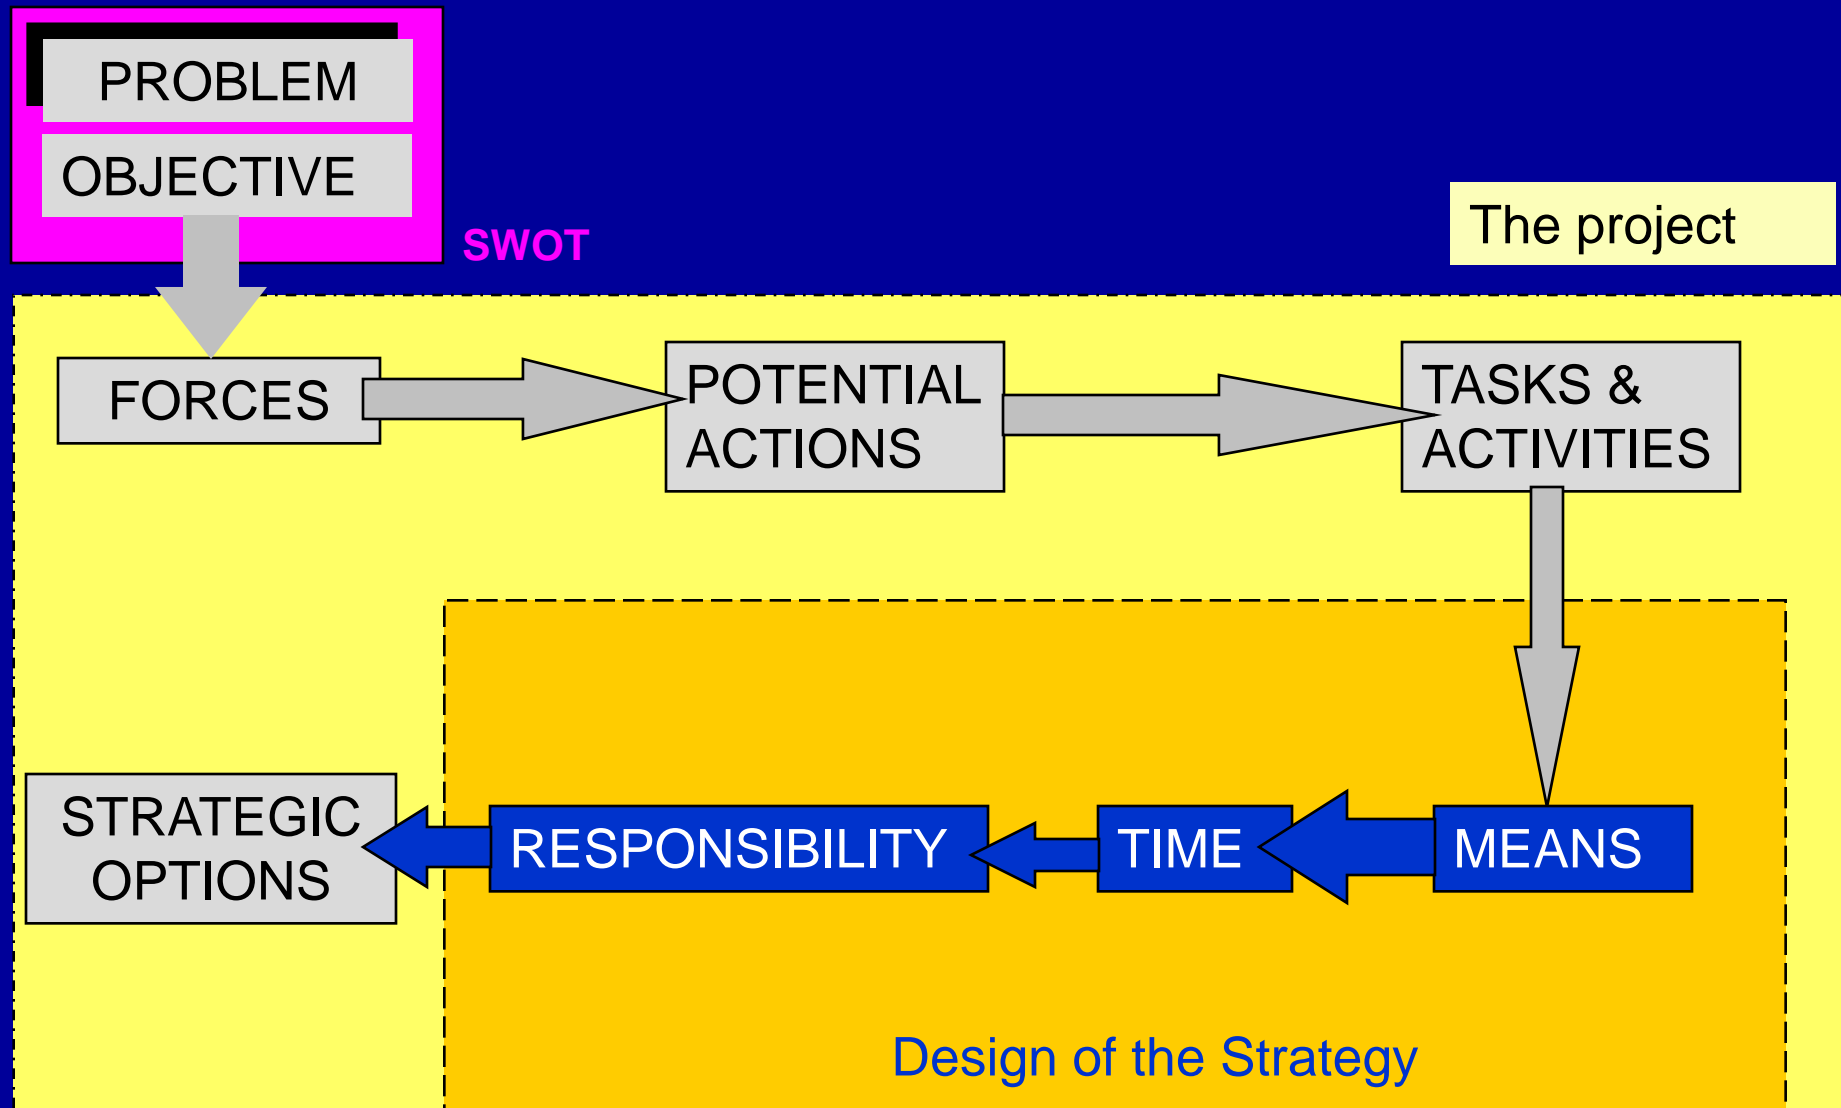 PROBLEM
OBJECTIVE
SWOT
The project
FORCES
POTENTIAL
ACTIONS
TASKS &
ACTIVITIES
STRATEGIC
OPTIONS
RESPONSIBILITY
TIME
MEANS
Design of the Strategy